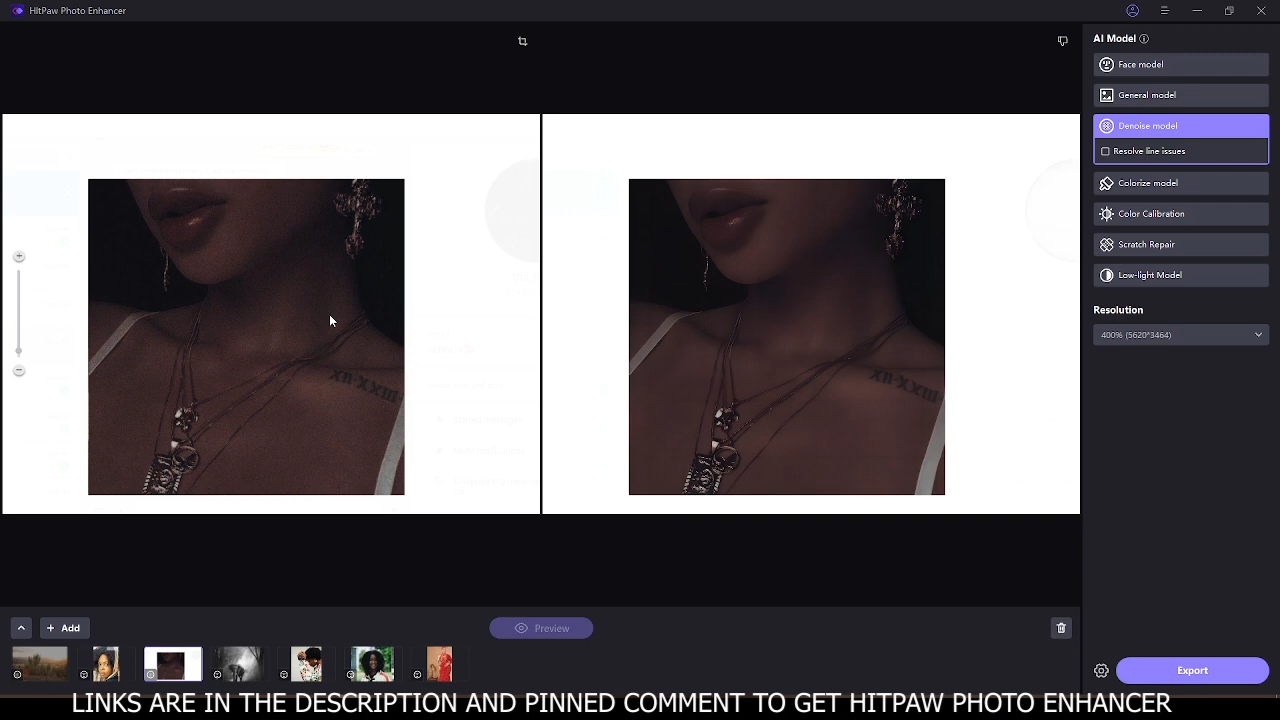 HitPaw Photo Enhancer
AI Model
Face model
General model
Denoise model
Resolve line issues
Colorize model
Color Calibration
Scratch Repair
Low-light Model
Resolution
400% (5620*3464)
XII·XXIII
Add
Preview
Export
LINKS ARE IN THE DESCRIPTION AND PINNED COMMENT TO GET HITPAW PHOTO ENHANCER